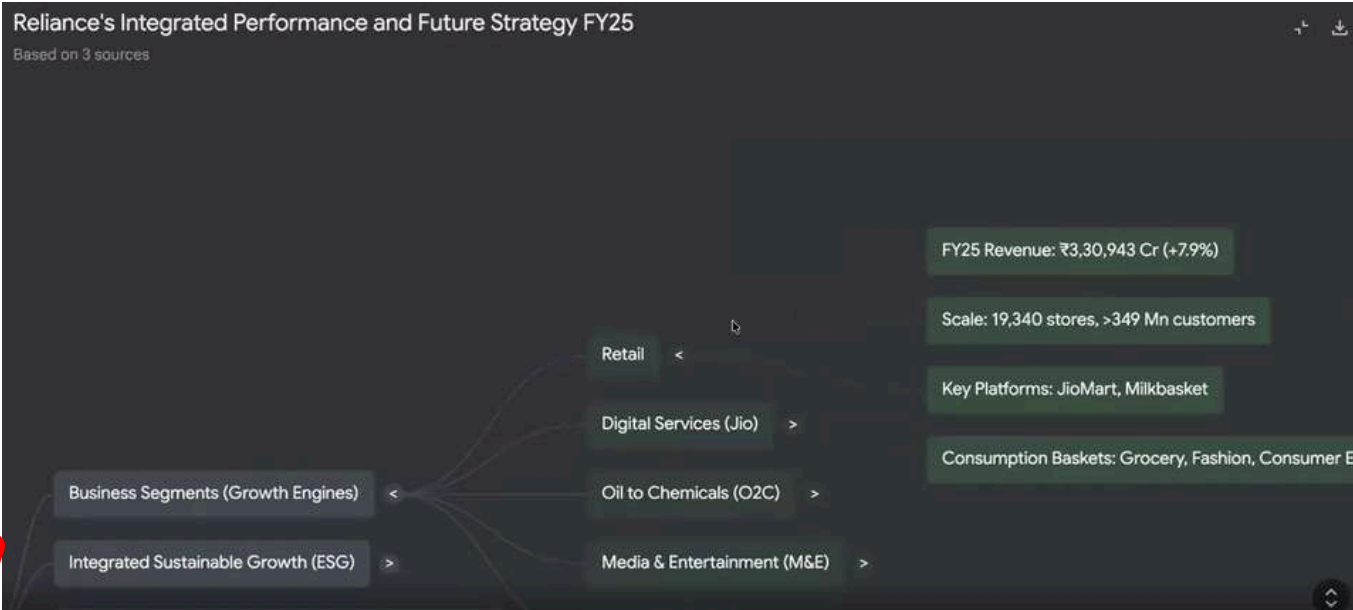 Reliance's Integrated Performance and Future Strategy FY25
Based on 3 sources
FY25 Revenue: ₹3,30,943 Cr (+7.9%)
Scale: 19,340 stores, >349 Mn customers
Retail <
Key Platforms: JioMart, Milkbasket
Digital Services (Jio) >
Consumption Baskets: Grocery, Fashion, Consumer E
Business Segments (Growth Engines) <
Oil to Chemicals (O2C) >
Integrated Sustainable Growth (ESG) >
Media & Entertainment (M&E) >